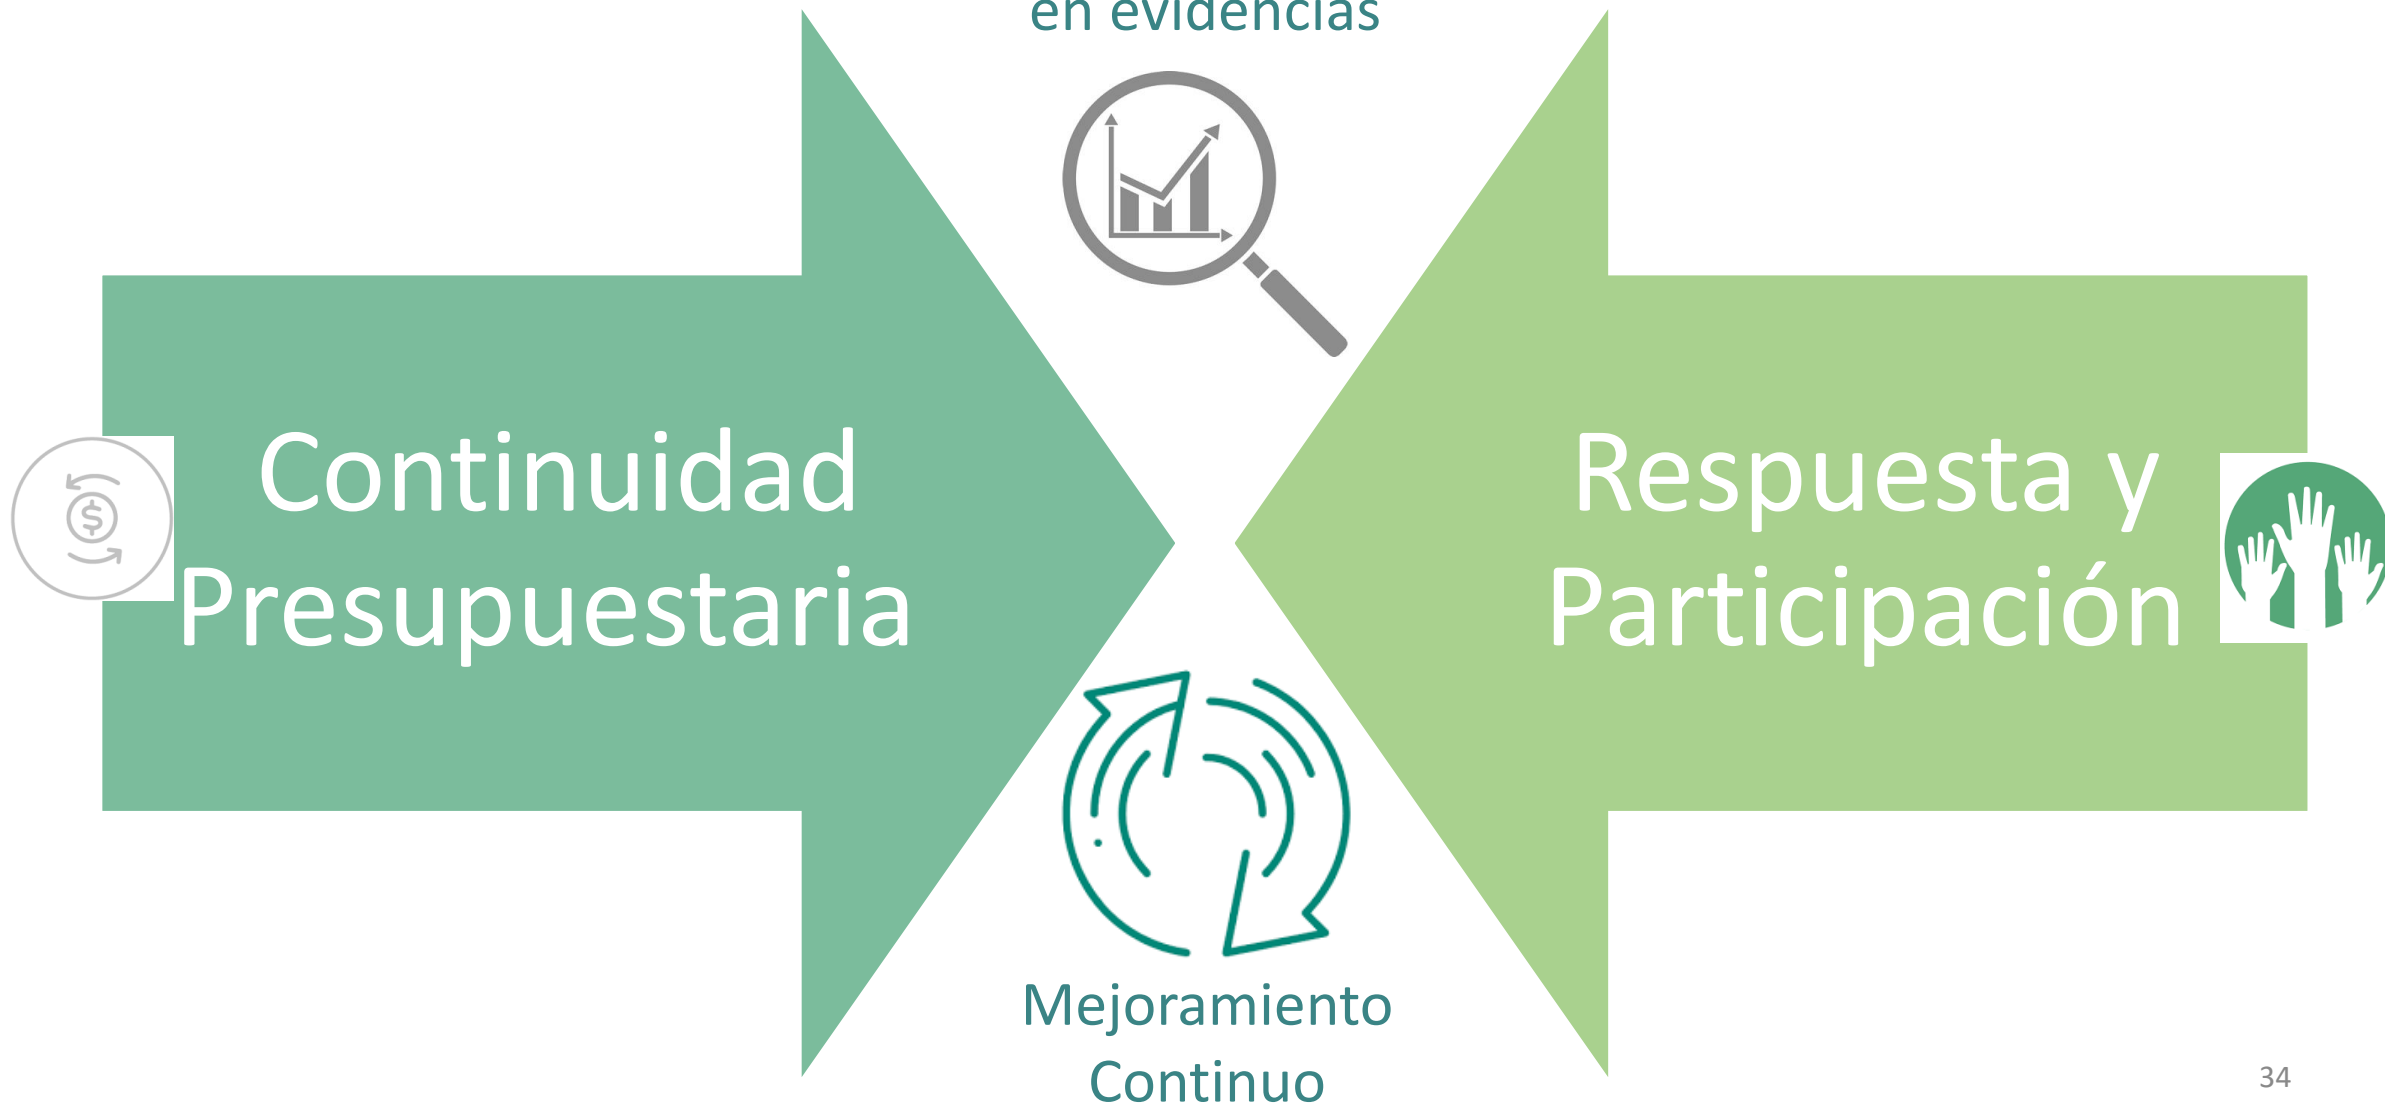 en evidencias
Continuidad
Presupuestaria
Respuesta y
Participación
Mejoramiento
Continuo
34